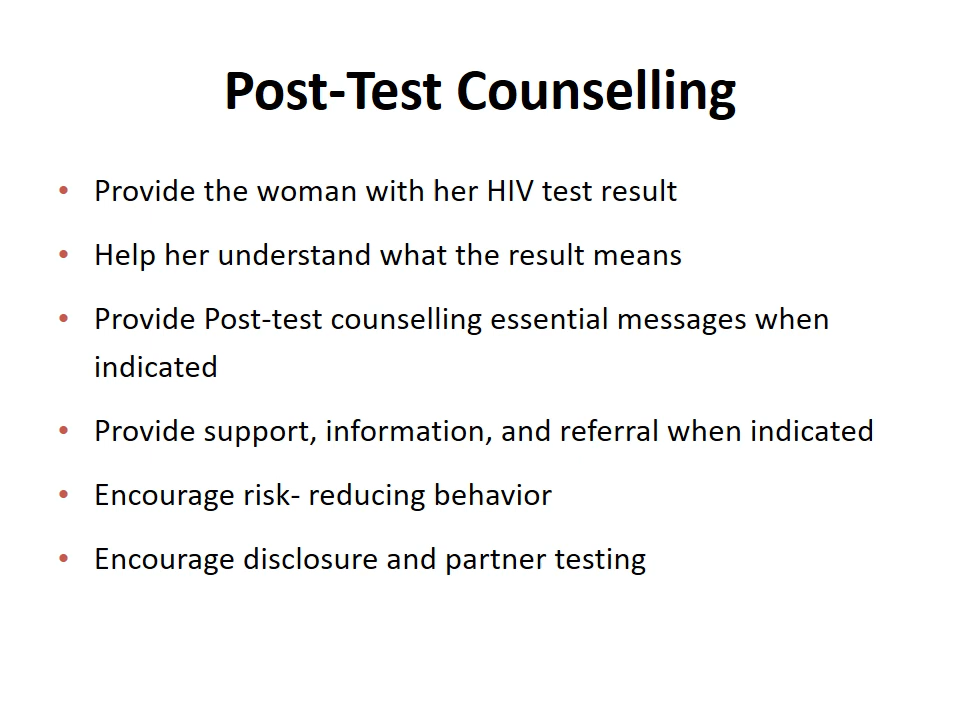 Post-Test Counselling
• Provide the woman with her HIV test result
• Help her understand what the result means
• Provide Post-test counselling essential messages when
indicated
• Provide support, information, and referral when indicated
• Encourage risk- reducing behavior
• Encourage disclosure and partner testing